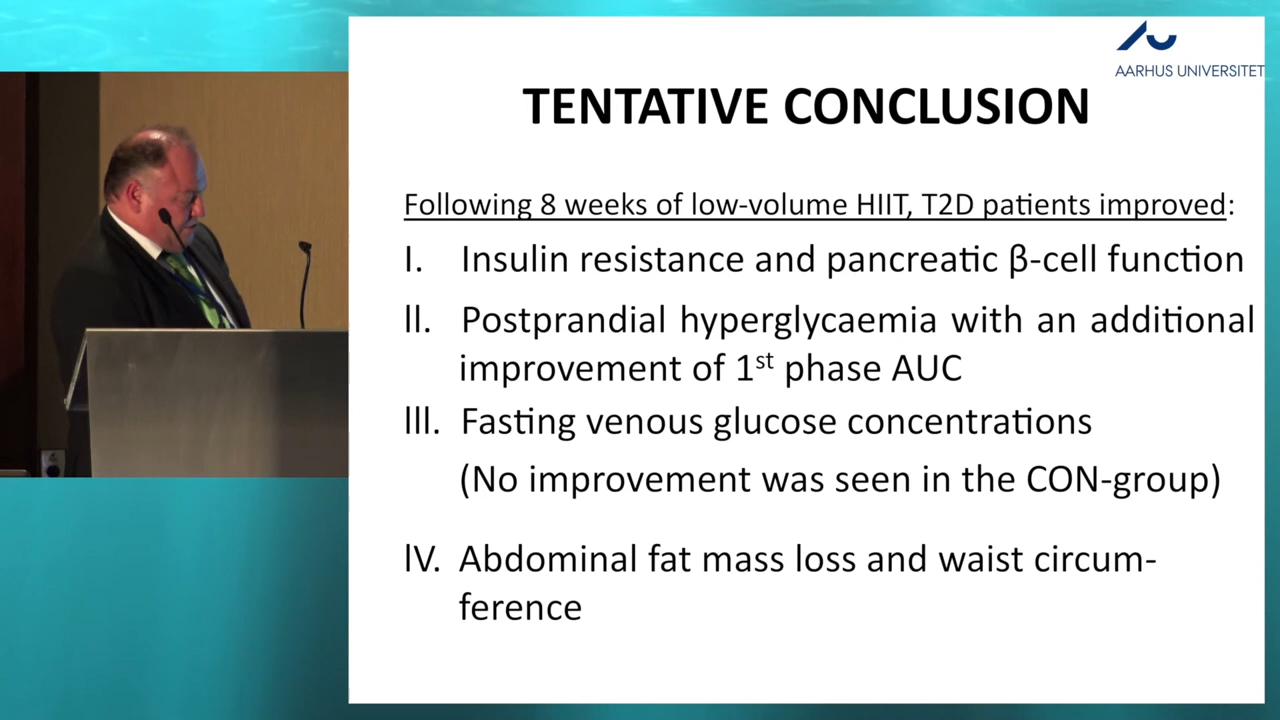 AARHUS UNIVERSITET
TENTATIVE CONCLUSION
Following 8 weeks of low-volume HIIT, T2D patients improved:
I. Insulin resistance and pancreatic β-cell function
II. Postprandial hyperglycaemia with an additional
improvement of 1st phase AUC
III. Fasting venous glucose concentrations
(No improvement was seen in the CON-group)
IV. Abdominal fat mass loss and waist circum-
ference